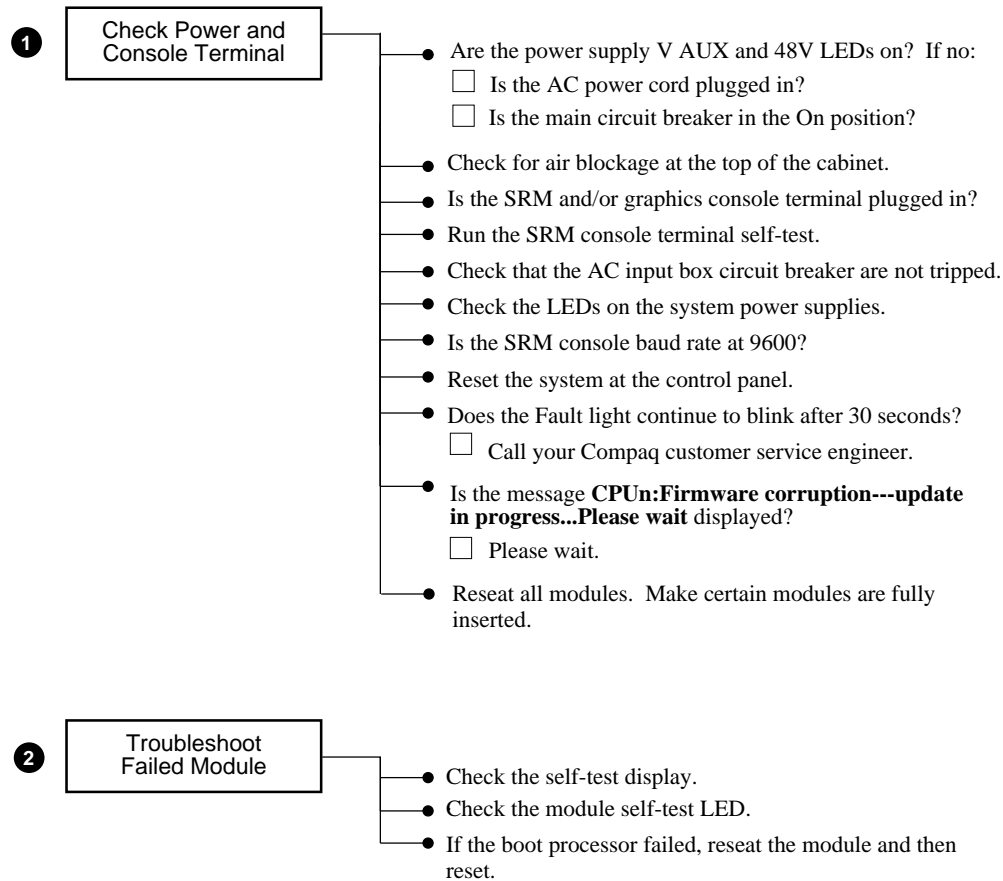 1
Check Power and
Console Terminal
Are the power supply V AUX and 48V LEDs on?  If no:
Is the AC power cord plugged in?
Is the main circuit breaker in the On position?
Check for air blockage at the top of the cabinet.
Is the SRM and/or graphics console terminal plugged in?
Run the SRM console terminal self-test.
Check that the AC input box circuit breaker are not tripped.
Check the LEDs on the system power supplies.
Is the SRM console baud rate at 9600?
Reset the system at the control panel.
Does the Fault light continue to blink after 30 seconds?
Call your Compaq customer service engineer.
Is the message CPUn:Firmware corruption---update
in progress...Please wait displayed?
Please wait.
Reseat all modules.  Make certain modules are fully
inserted.
2
Troubleshoot
Failed Module
Check the self-test display.
Check the module self-test LED.
If the boot processor failed, reseat the module and then
reset.